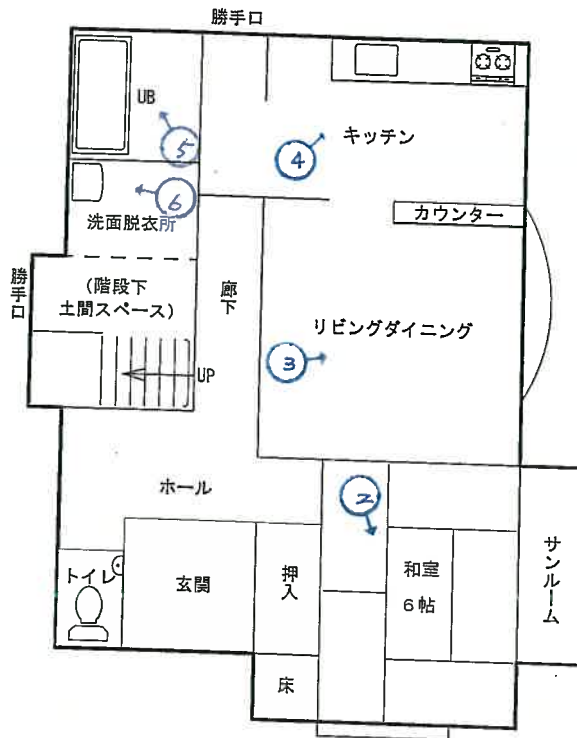 勝手口
UB
⑤
④
キッチン
⑥
洗面脱衣所
カウンター
勝手口
(階段下
土間スペース)
廊下
リビングダイニング
③
UP
ホール
②
トイレ
玄関
押入
和室
6帖
サンルーム
床